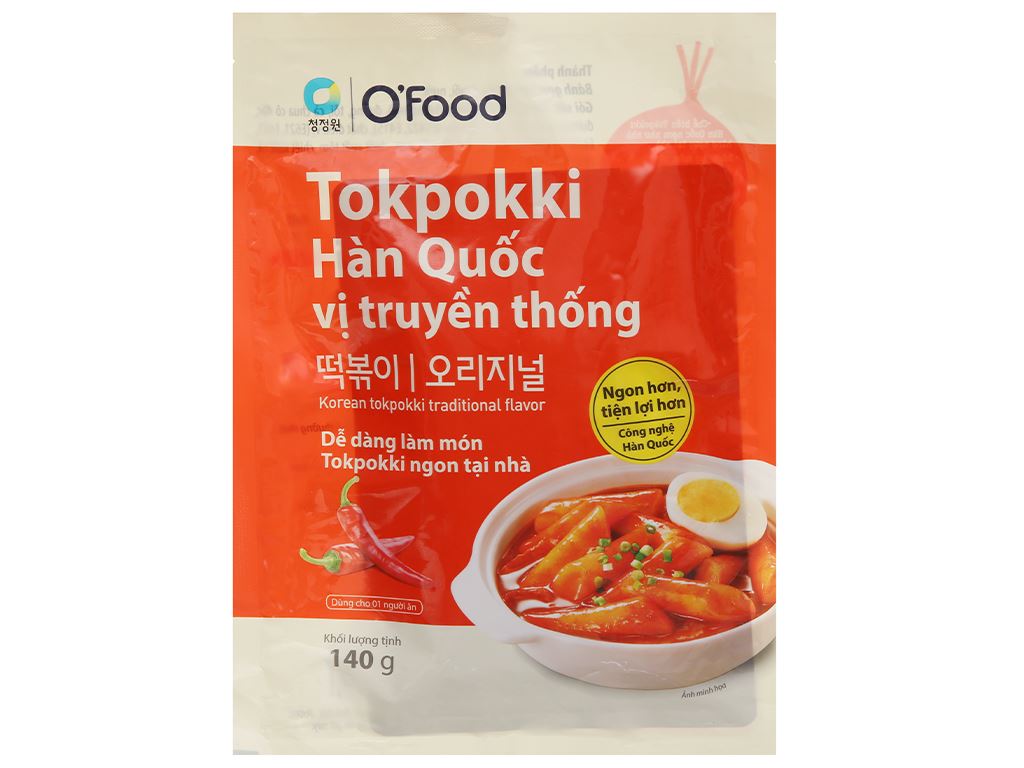 청정원
O'Food
Tokpokki
Hàn Quốc
vị truyền thống
떡볶이 | 오리지널
Korean tokpokki traditional flavor
Dễ dàng làm món
Tokpokki ngon tại nhà
Ngon hơn,
tiện lợi hơn
Công nghệ
Hàn Quốc
Dùng cho 01 người ăn
Khối lượng tịnh
140 g
Ảnh minh họa